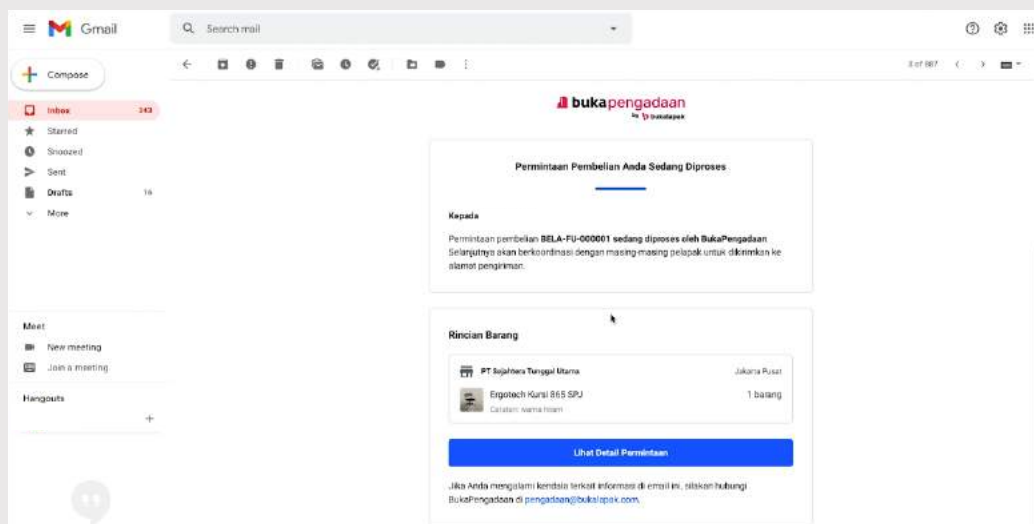 Gmail
Search mail
Compose
3 of 907
Inbox 243
Starred
Snoozed
Sent
Drafts 16
More
Meet
New meeting
Join a meeting
Hangouts
bukapengadaan
by bukalapak
Permintaan Pembelian Anda Sedang Diproses
Kepada
Permintaan pembelian BELA-FU-000001 sedang diproses oleh BukaPengadaan
Selanjutnya akan berkoordinasi dengan masing-masing pelapak untuk dikirimkan ke
alamat pengiriman.
Rincian Barang
PT Sejahtera Tunggal Utama Jakarta Pusat
Ergotech Kursi 865 SPJ 1 barang
Catatan: warna hitam
Lihat Detail Permintaan
Jika Anda mengalami kendala terkait informasi di email ini, silakan hubungi
BukaPengadaan di pengadaan@bukalapak.com.